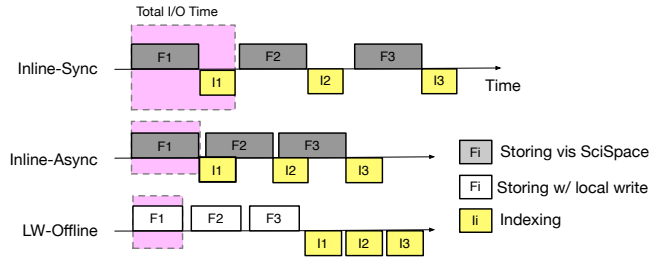 Total I/O Time
Inline-Sync F1 I1 F2 I2 F3 I3 Time
Inline-Async F1 I1 F2 I2 F3 I3
LW-Offline F1 F2 F3 I1 I2 I3
Fi Storing vis SciSpace
Fi Storing w/ local write
Ii Indexing